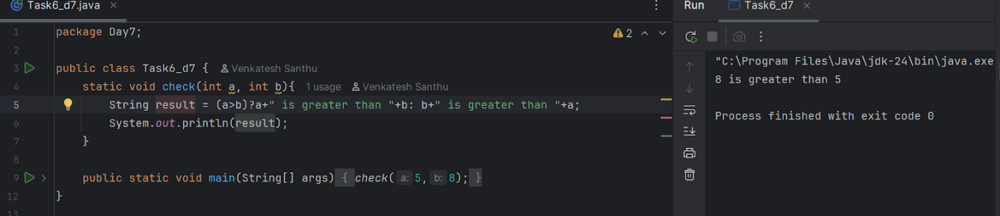 Task6_d7.java ×
Run Task6_d7 ×
1 package Day7; 2
2
3 public class Task6_d7 { Venkatesh Santhu
4 static void check(int a, int b){ 1 usage Venkatesh Santhu
5 String result = (a>b)?a+" is greater than "+b: b+" is greater than "+a;
6 System.out.println(result);
7 }
8
9 public static void main(String[] args) { check( a: 5, b: 8); }
12 }
13
"C:\Program Files\Java\jdk-24\bin\java.exe
8 is greater than 5
Process finished with exit code 0